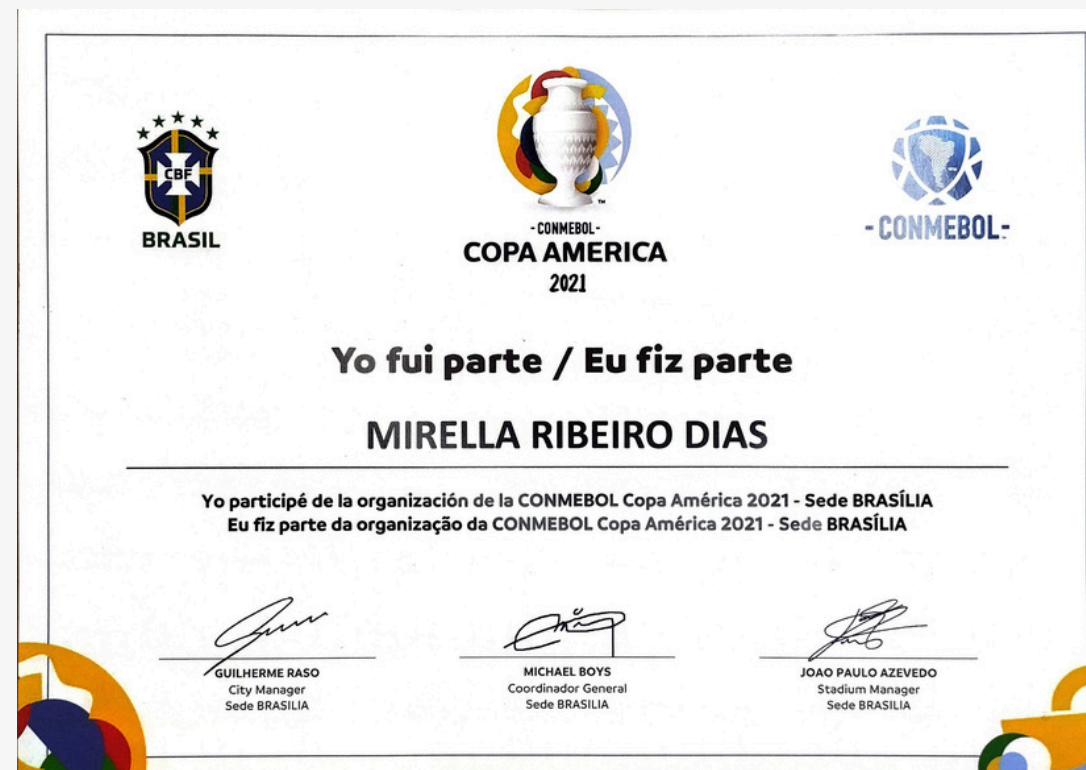 CBF
BRASIL
- CONMEBOL -
COPA AMERICA
2021
- CONMEBOL -
Yo fui parte / Eu fiz parte
MIRELLA RIBEIRO DIAS
Yo participé de la organización de la CONMEBOL Copa América 2021 - Sede BRASÍLIA
Eu fiz parte da organização da CONMEBOL Copa América 2021 - Sede BRASÍLIA
GUILHERME RASO
City Manager
Sede BRASILIA
MICHAEL BOYS
Coordinador General
Sede BRASILIA
JOAO PAULO AZEVEDO
Stadium Manager
Sede BRASILIA